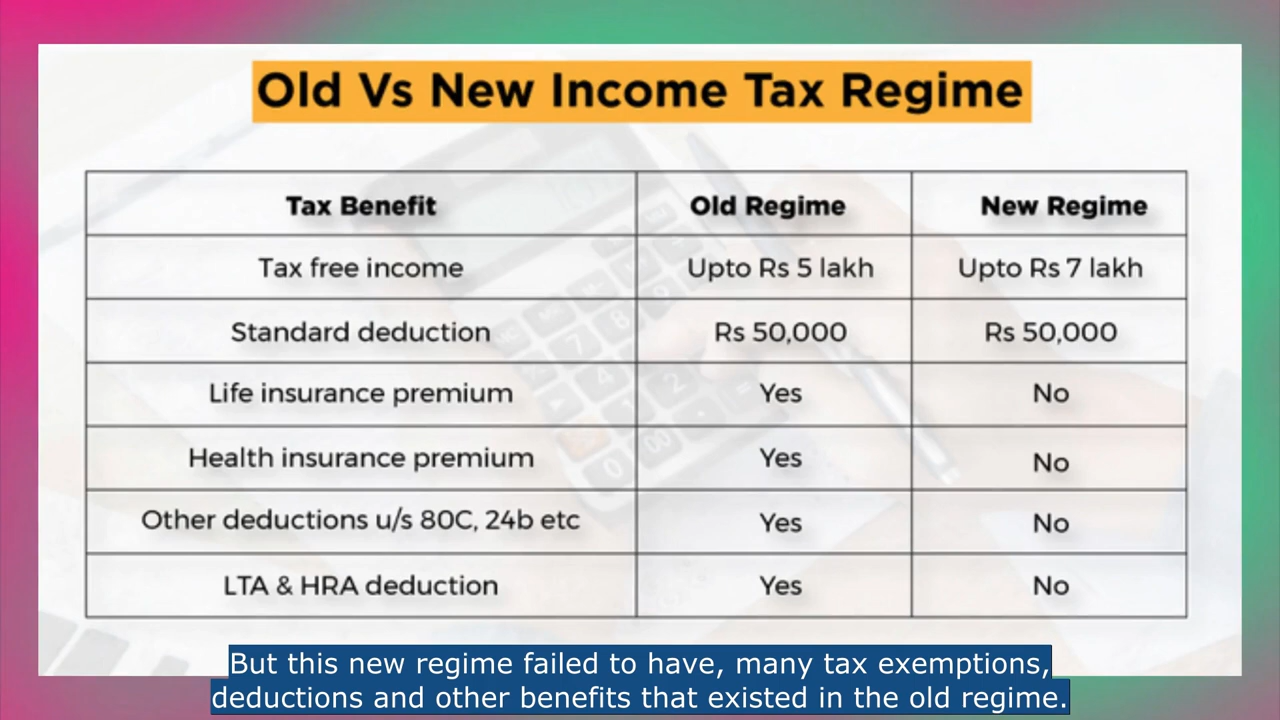 Old Vs New Income Tax Regime
Tax Benefit Old Regime New Regime
Tax free income Upto Rs 5 lakh Upto Rs 7 lakh
Standard deduction Rs 50,000 Rs 50,000
Life insurance premium Yes No
Health insurance premium Yes No
Other deductions u/s 80C, 24b etc Yes No
LTA & HRA deduction Yes No
But this new regime failed to have, many tax exemptions,
deductions and other benefits that existed in the old regime.